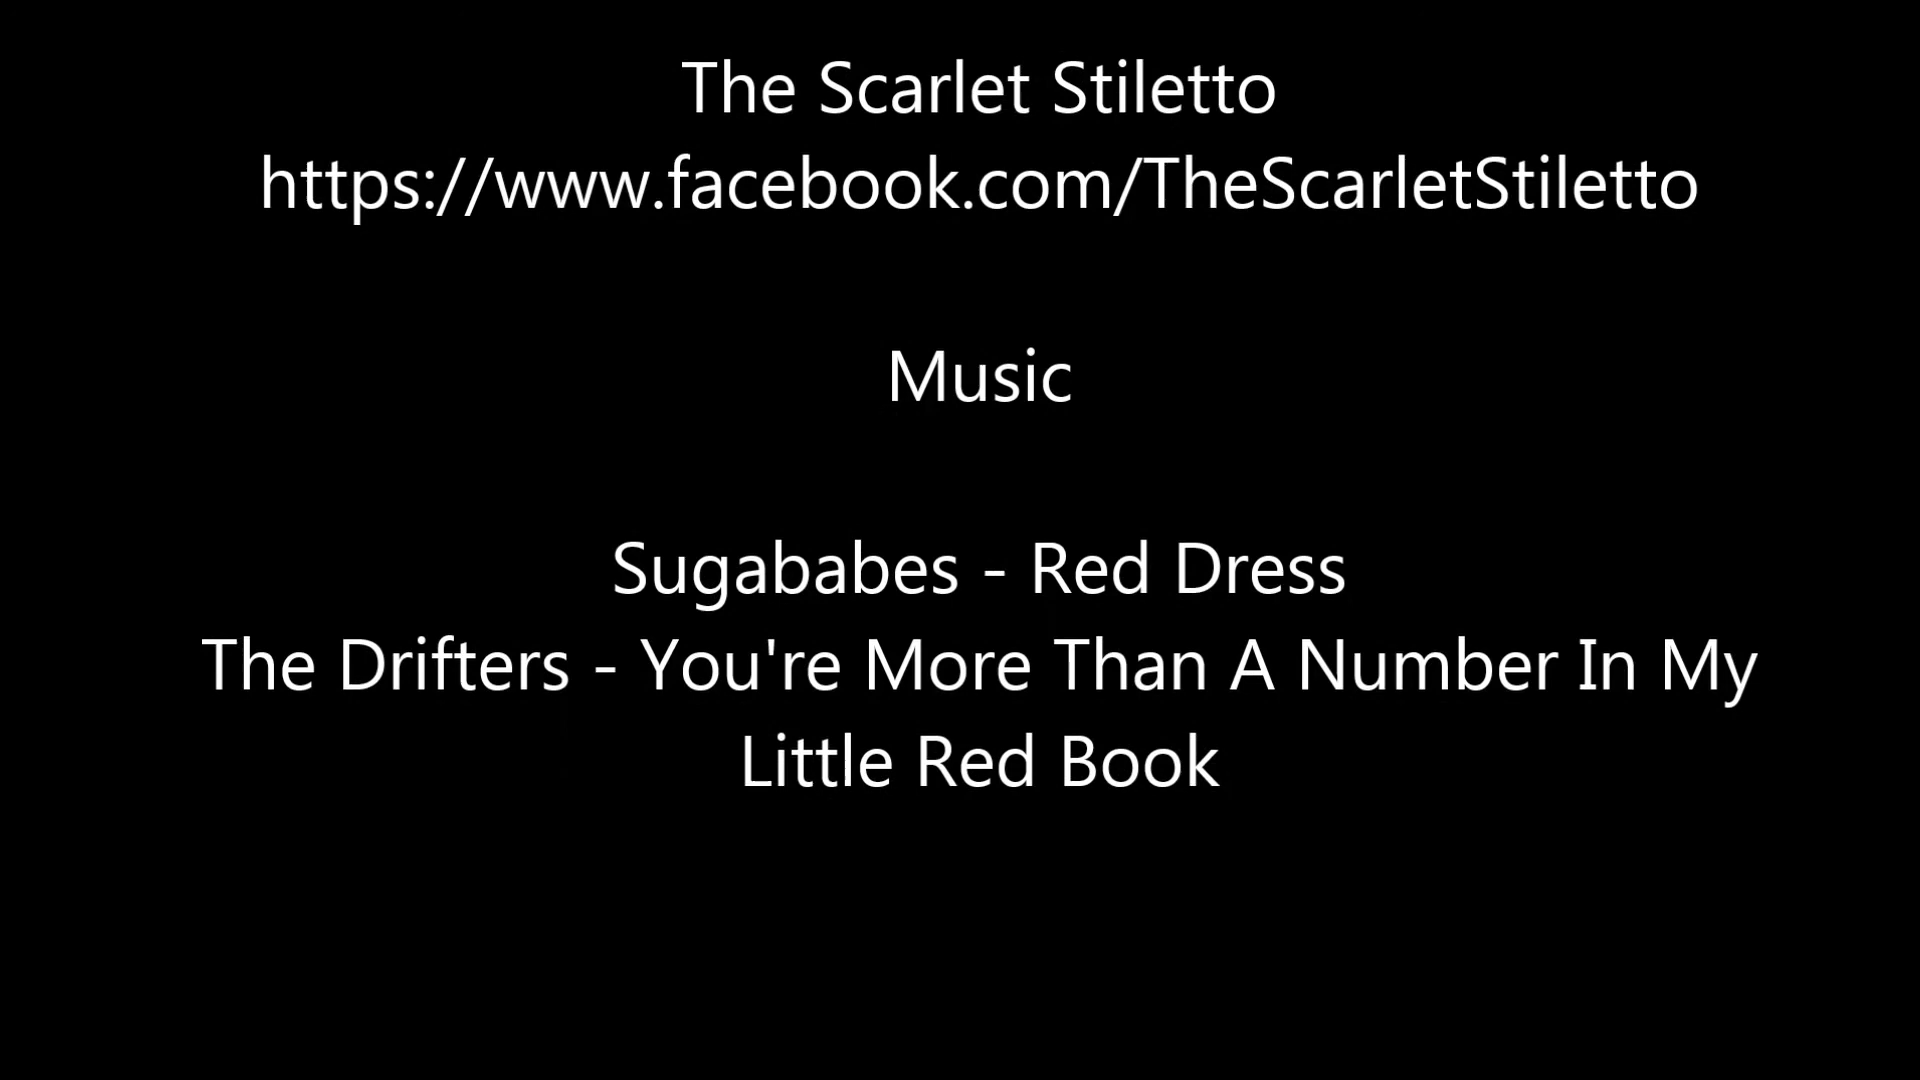 The Scarlet Stiletto
https://www.facebook.com/TheScarletStiletto
Music
Sugababes - Red Dress
The Drifters - You're More Than A Number In My
Little Red Book